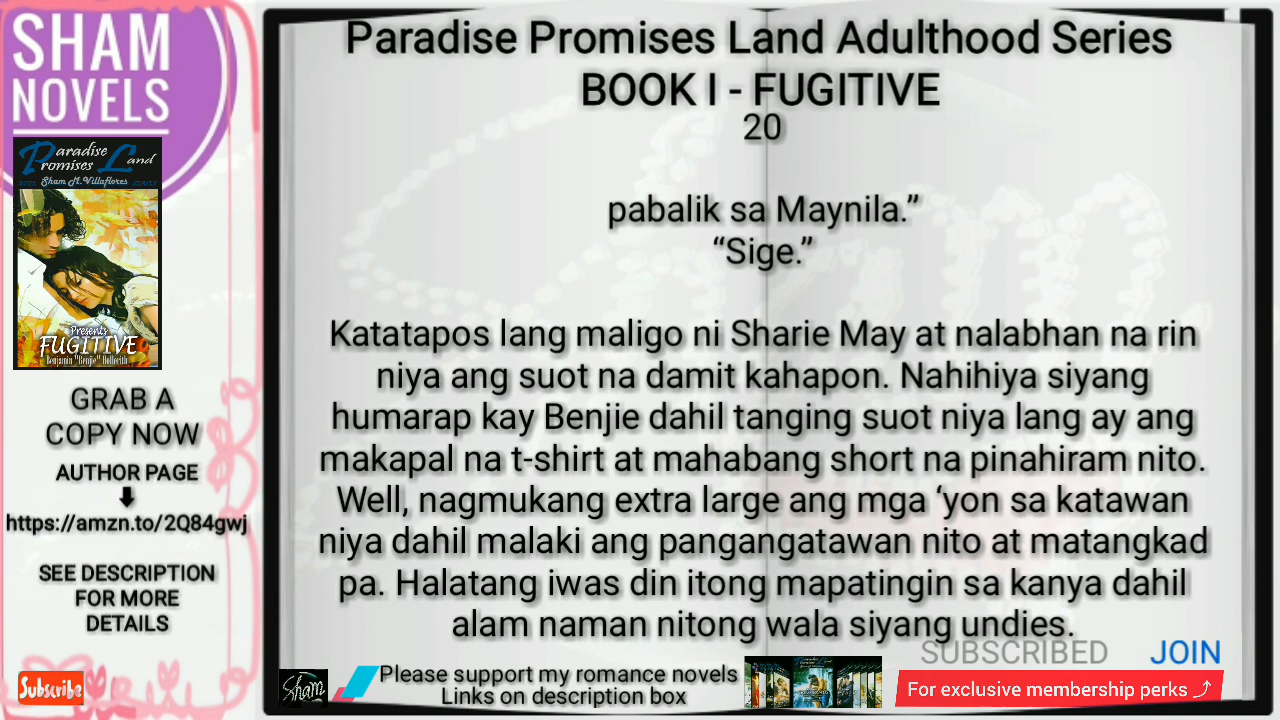 SHAM
NOVELS
Paradise
Promises Land
Sham M. Villaflores
Presents
FUGITIVE
GRAB A
COPY NOW
AUTHOR PAGE
https://amzn.to/2Q84gwj
SEE DESCRIPTION
FOR MORE
DETAILS
Subscribe
Paradise Promises Land Adulthood Series
BOOK I - FUGITIVE
20
pabalik sa Maynila.”
“Sige.”
Katatapos lang maligo ni Sharie May at nalabhan na rin
niya ang suot na damit kahapon. Nahihiya siyang
humarap kay Benjie dahil tanging suot niya lang ay ang
makapal na t-shirt at mahabang short na pinahiram nito.
Well, nagmukang extra large ang mga ‘yon sa katawan
niya dahil malaki ang pangangatawan nito at matangkad
pa. Halatang iwas din itong mapatingin sa kanya dahil
alam naman nitong wala siyang undies.
SUBSCRIBED JOIN
Sham
Please support my romance novels
Links on description box
For exclusive membership perks